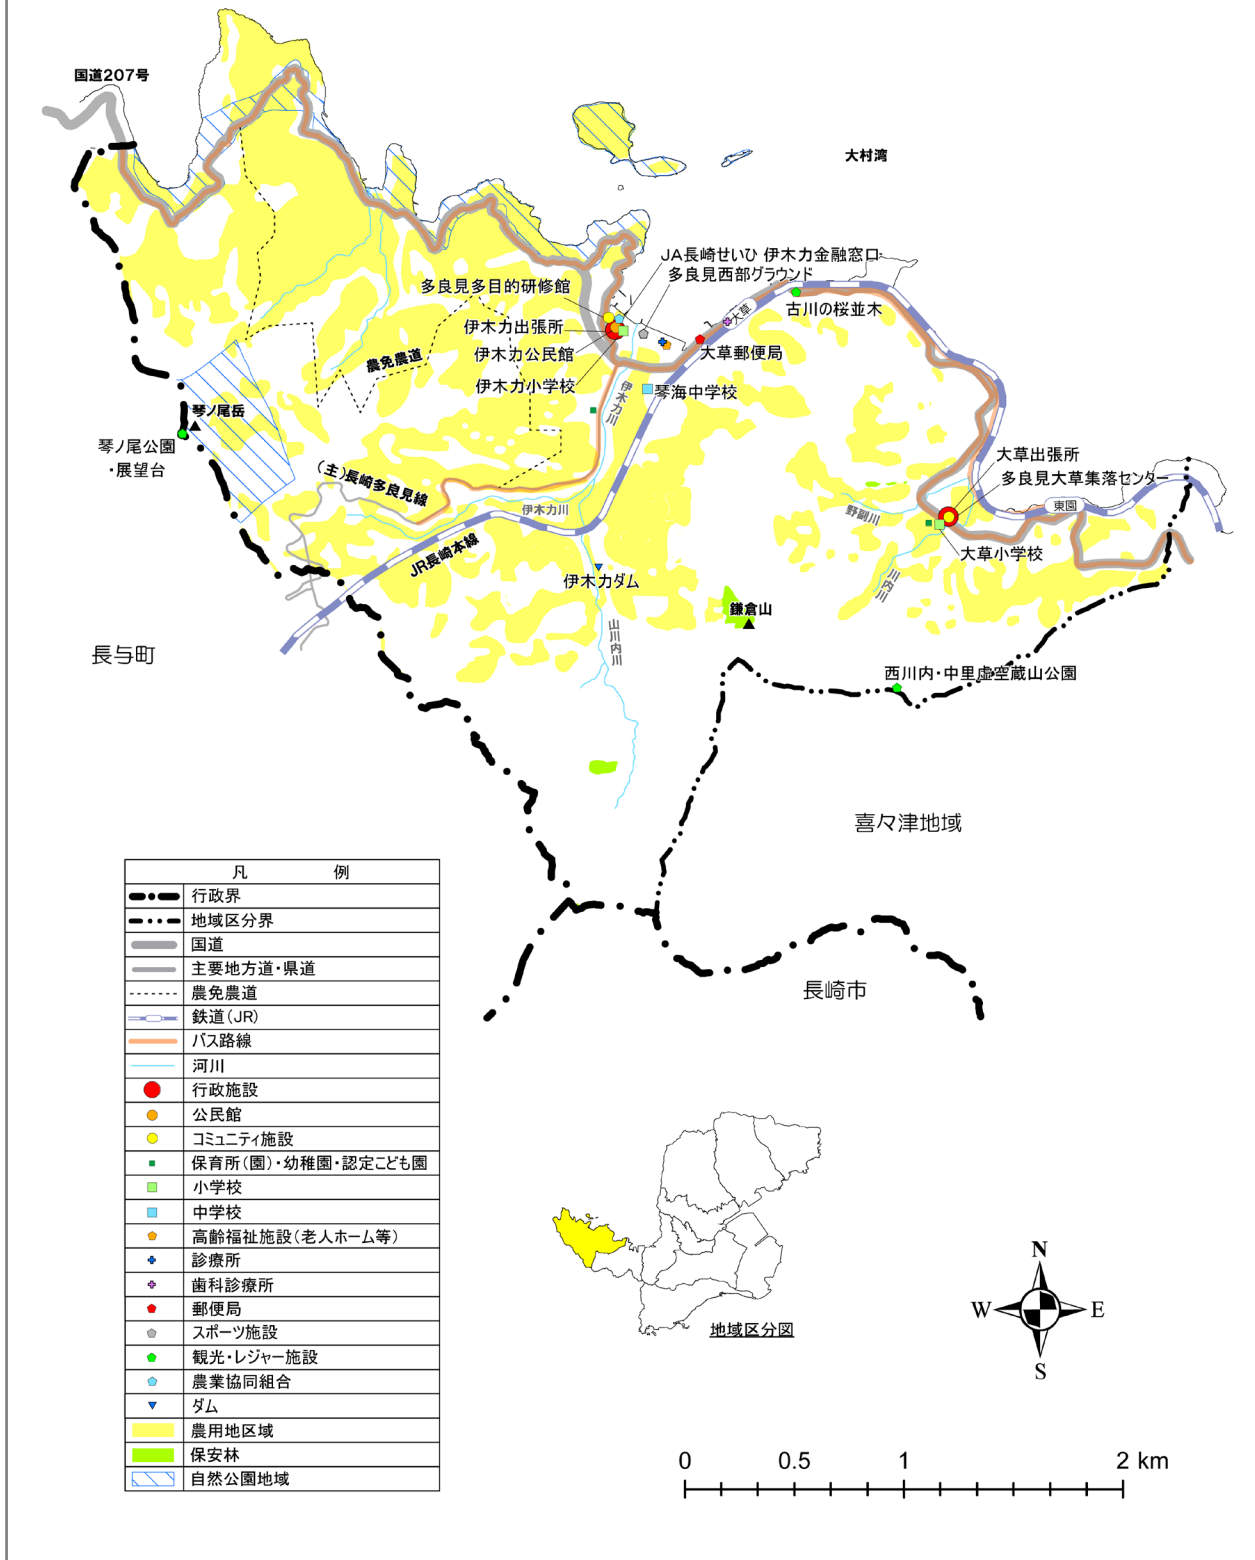 国道207号
大村湾
JA長崎せいひ 伊木力金融窓口
多良見西部グラウンド
多良見多目的研修館
大草
古川の桜並木
伊木力出張所
伊木力公民館
大草郵便局
農免農道
伊木力小学校
伊木力川
琴海中学校
琴ノ尾岳
琴ノ尾公園
・展望台
大草出張所
多良見大草集落センター
(主)長崎多良見線
伊木力川
野副川
東園
JR長崎本線
大草小学校
伊木力ダム
川内川
鎌倉山
山川内川
長与町
西川内・中里虚空蔵山公園
喜々津地域
長崎市
凡 例
行政界
地域区分界
国道
主要地方道・県道
農免農道
鉄道(JR)
バス路線
河川
行政施設
公民館
コミュニティ施設
保育所(園)・幼稚園・認定こども園
小学校
中学校
高齢福祉施設(老人ホーム等)
診療所
歯科診療所
郵便局
スポーツ施設
観光・レジャー施設
農業協同組合
ダム
農用地区域
保安林
自然公園地域
地域区分図
N
W E
S
0 0.5 1 2 km